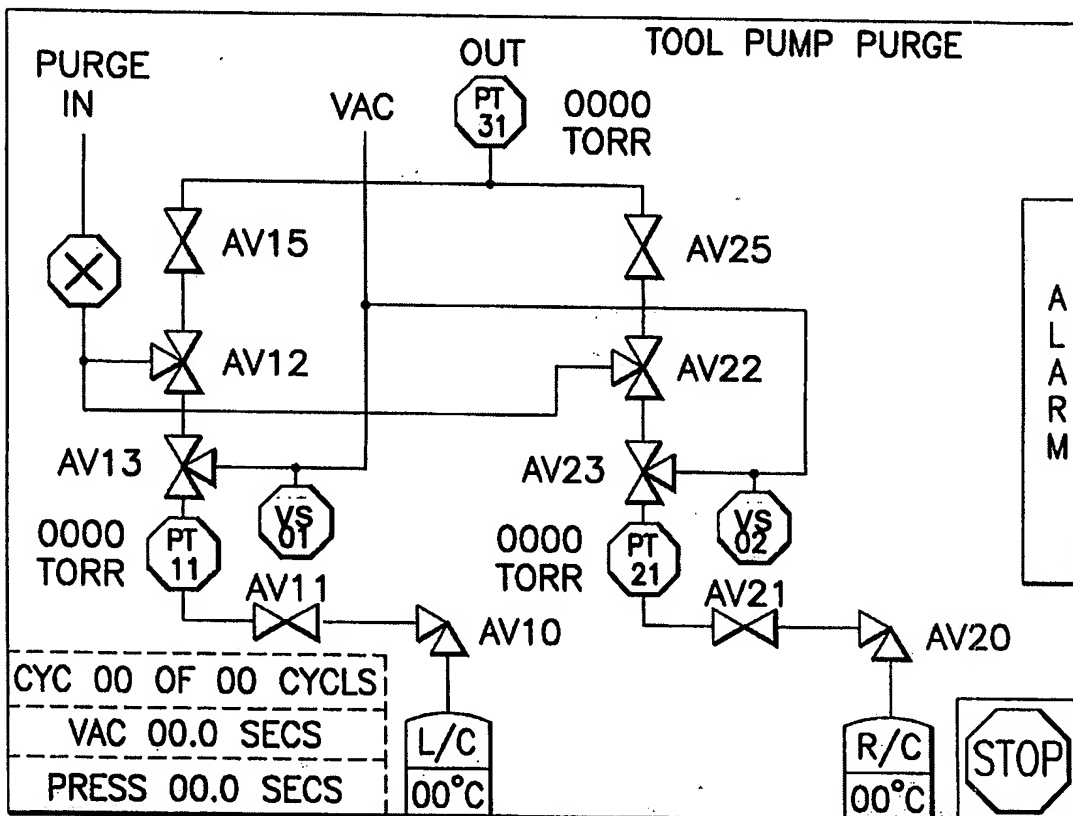 TOOL PUMP PURGE
PURGE
IN
VAC
OUT
PT
31
0000
TORR
AV15
AV25
AV12
AV22
AV13
AV23
VS
01
VS
02
0000
TORR
PT
11
0000
TORR
PT
21
AV11
AV10
AV21
AV20
ALARM
CYC 00 OF 00 CYCLS
VAC 00.0 SECS
PRESS 00.0 SECS
L/C
00°C
R/C
00°C
STOP